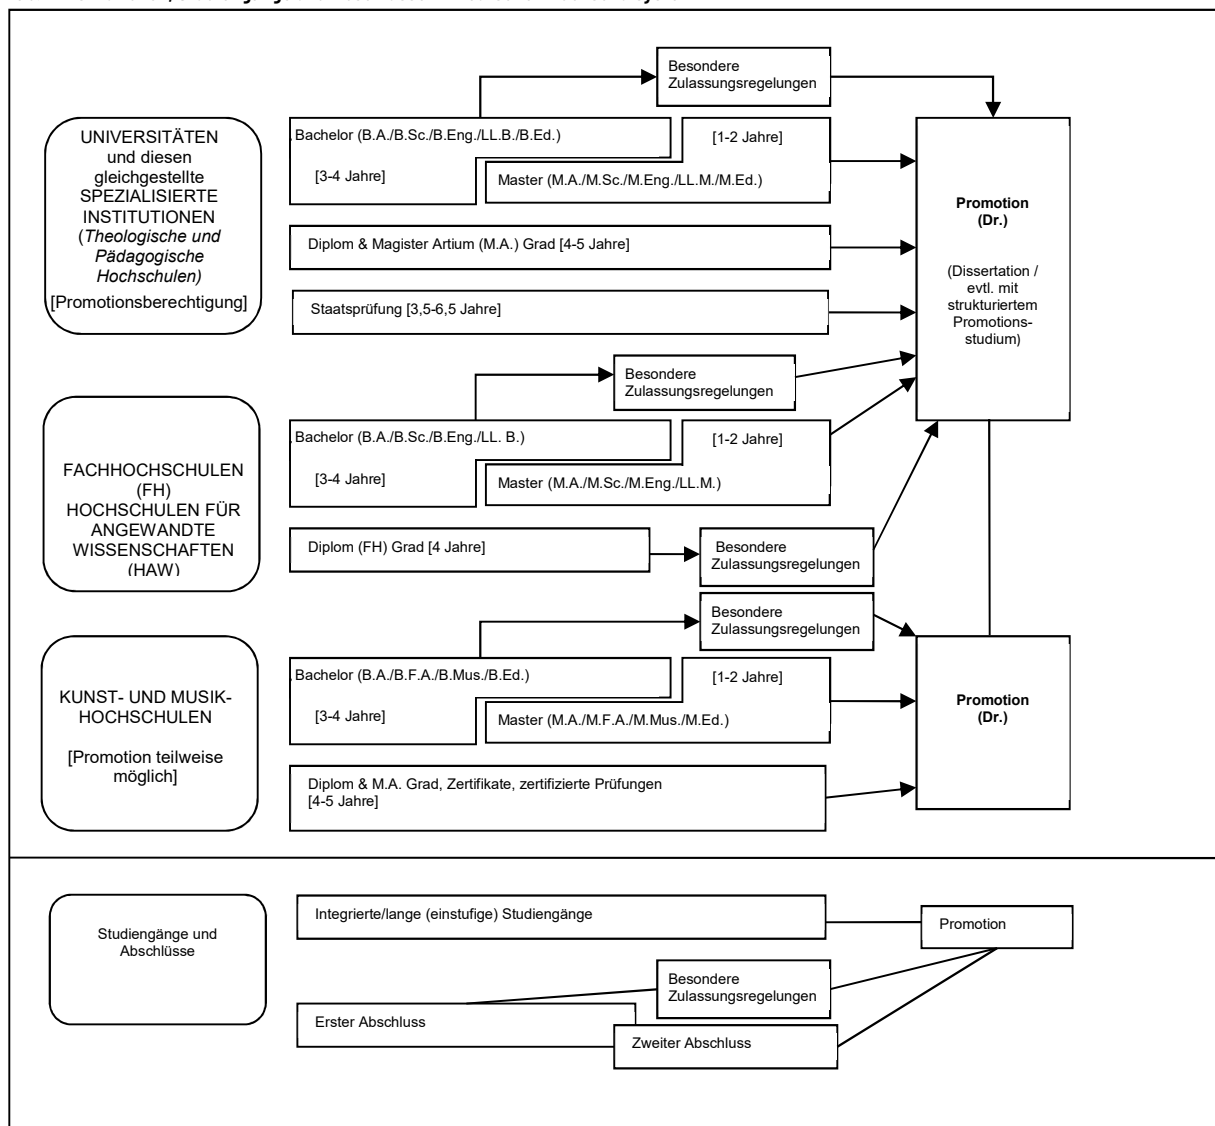 Besondere
Zulassungsregelungen
UNIVERSITÄTEN
und diesen
gleichgestellte
SPEZIALISIERTE
INSTITUTIONEN
(Theologische und
Pädagogische
Hochschulen)
[Promotionsberechtigung]
Bachelor (B.A./B.Sc./B.Eng./LL.B./B.Ed.)
[3-4 Jahre]
[1-2 Jahre]
Master (M.A./M.Sc./M.Eng./LL.M./M.Ed.)
Diplom & Magister Artium (M.A.) Grad [4-5 Jahre]
Staatsprüfung [3,5-6,5 Jahre]
Promotion
(Dr.)
(Dissertation /
evtl. mit
strukturiertem
Promotions-
studium)
Besondere
Zulassungsregelungen
FACHHOCHSCHULEN
(FH)
HOCHSCHULEN FÜR
ANGEWANDTE
WISSENSCHAFTEN
(HAW)
Bachelor (B.A./B.Sc./B.Eng./LL. B.)
[3-4 Jahre]
[1-2 Jahre]
Master (M.A./M.Sc./M.Eng./LL.M.)
Diplom (FH) Grad [4 Jahre]
Besondere
Zulassungsregelungen
Besondere
Zulassungsregelungen
KUNST- UND MUSIK-
HOCHSCHULEN
[Promotion teilweise
möglich]
Bachelor (B.A./B.F.A./B.Mus./B.Ed.)
[3-4 Jahre]
[1-2 Jahre]
Master (M.A./M.F.A./M.Mus./M.Ed.)
Diplom & M.A. Grad, Zertifikate, zertifizierte Prüfungen
[4-5 Jahre]
Promotion
(Dr.)
Studiengänge und
Abschlüsse
Integrierte/lange (einstufige) Studiengänge
Promotion
Besondere
Zulassungsregelungen
Erster Abschluss
Zweiter Abschluss